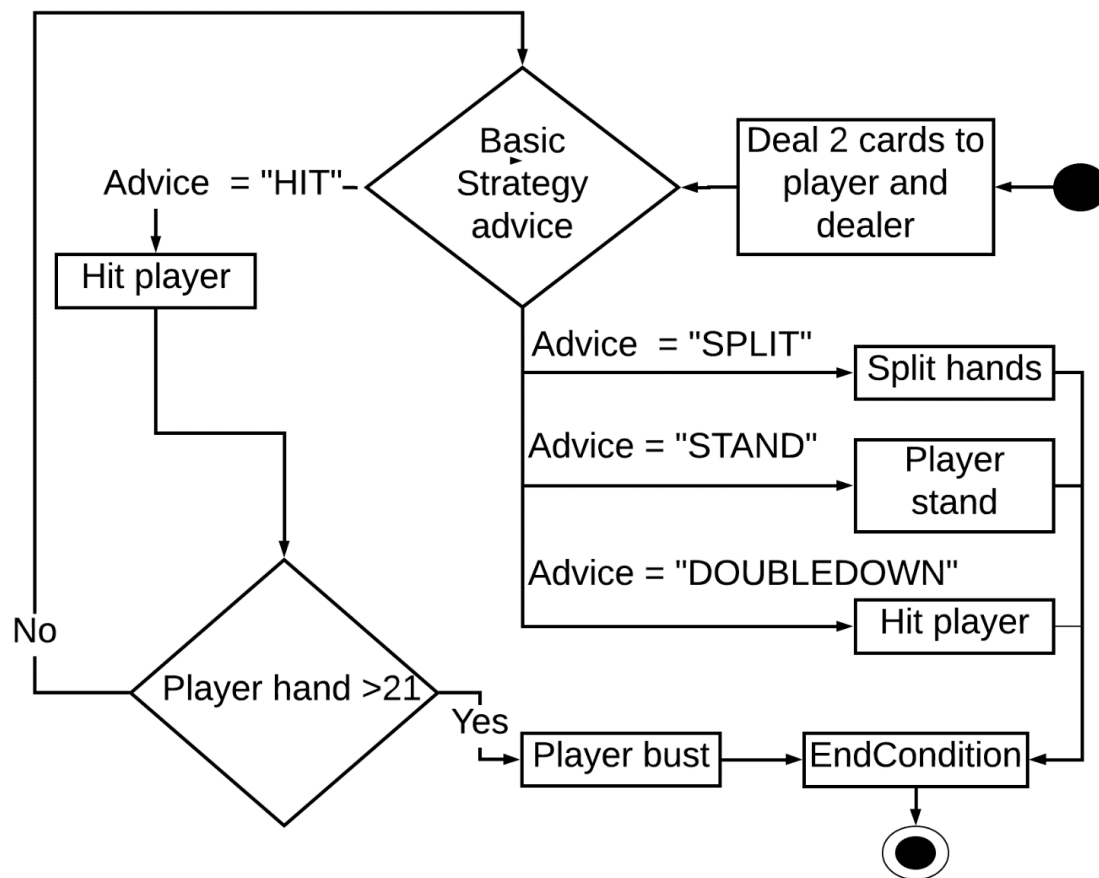 Basic
Strategy
advice
Deal 2 cards to
player and
dealer
Advice  = "HIT"
Hit player
Advice  = "SPLIT"
Split hands
Advice = "STAND"
Player
stand
Advice = "DOUBLEDOWN"
Hit player
No
Player hand >21
Yes
Player bust
EndCondition